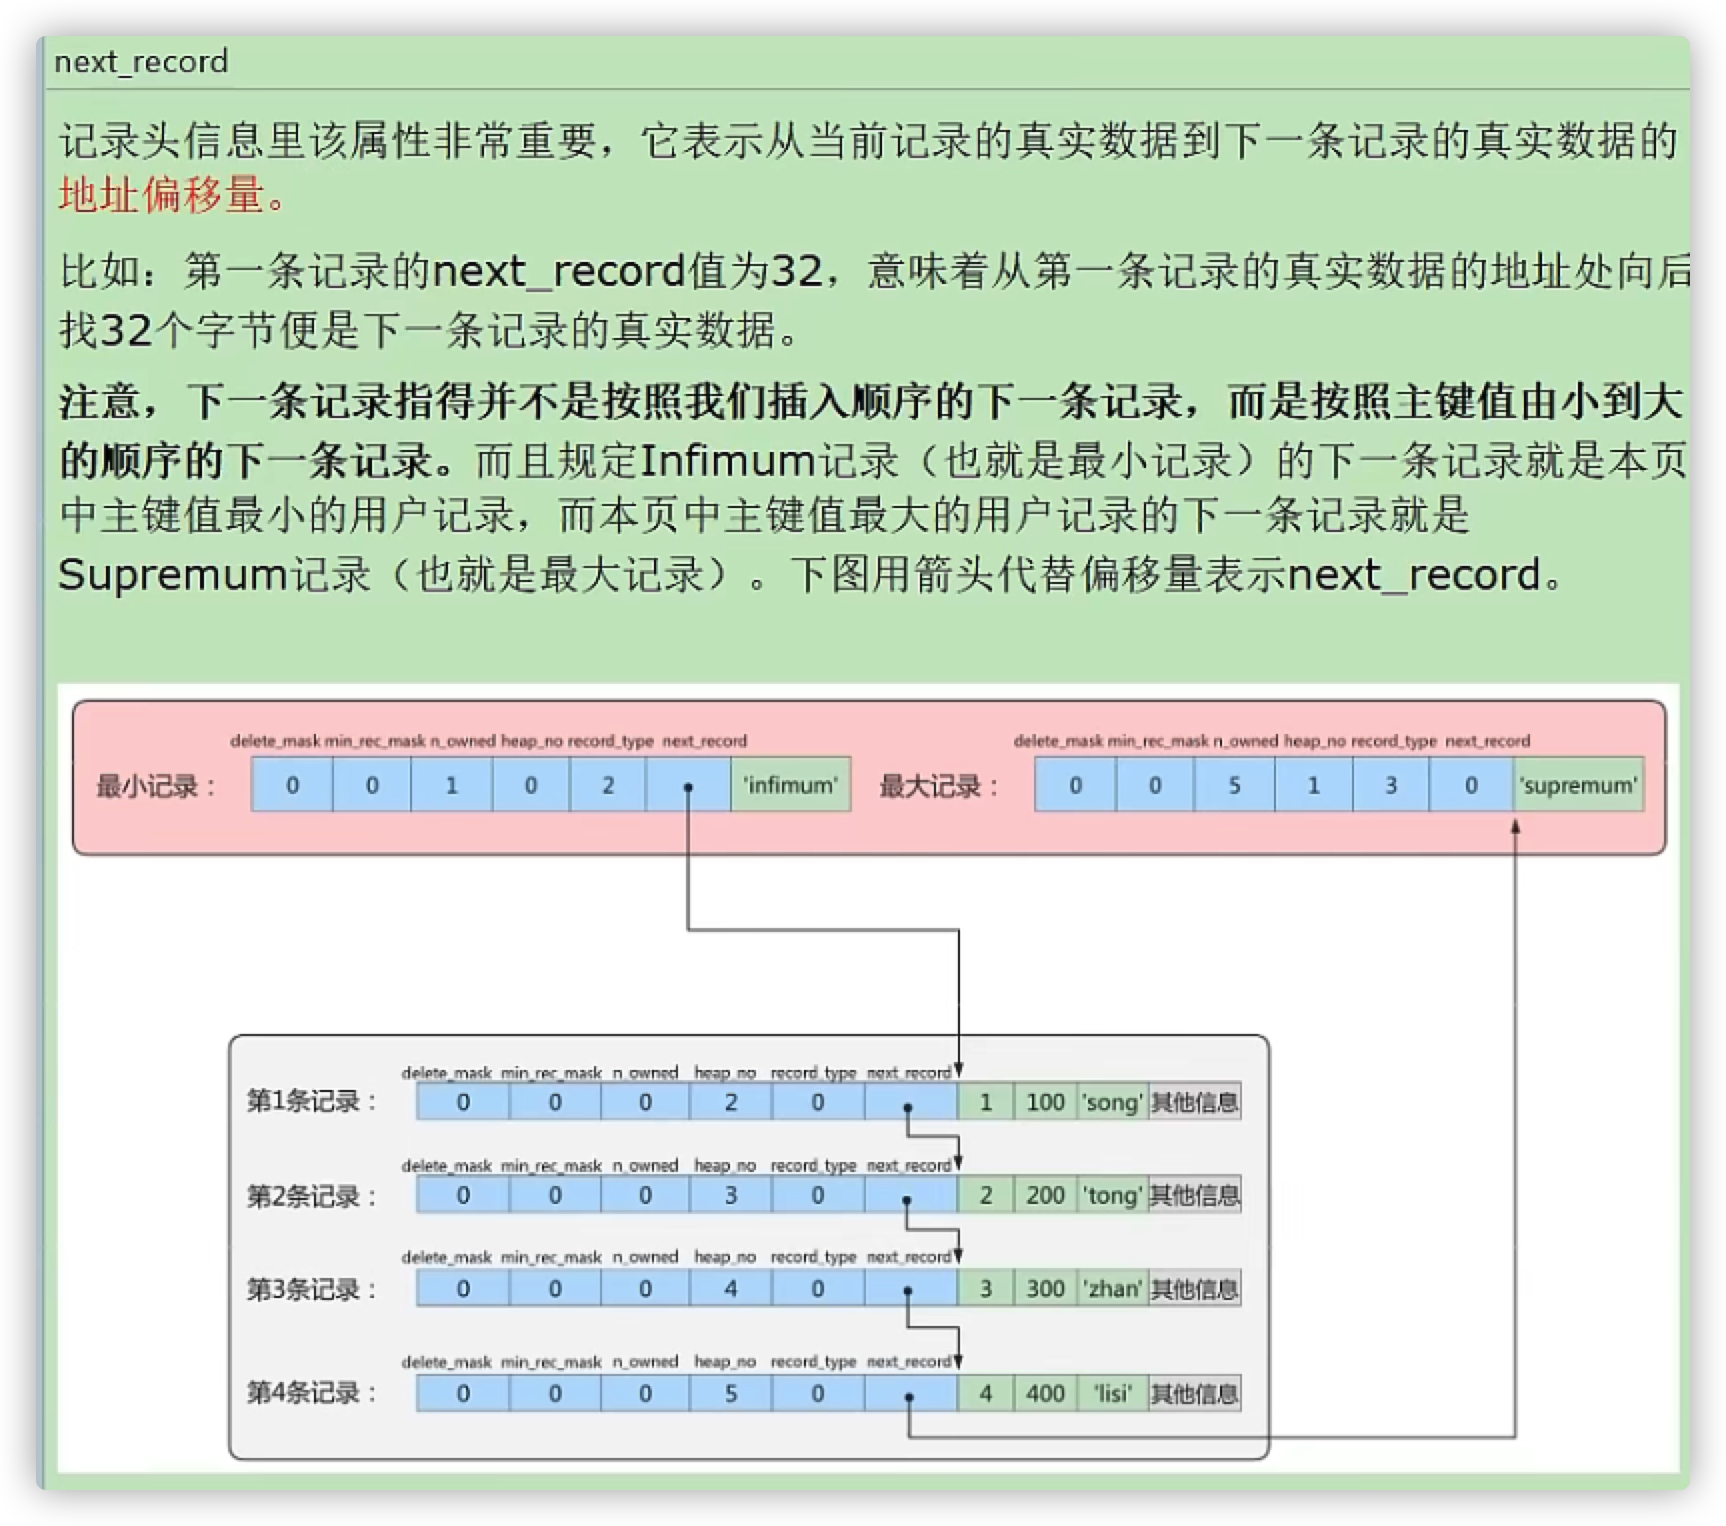 next_record
记录头信息里该属性非常重要，它表示从当前记录的真实数据到下一条记录的真实数据的
地址偏移量。
比如：第一条记录的next_record值为32，意味着从第一条记录的真实数据的地址处向后
找32个字节便是下一条记录的真实数据。
注意，下一条记录指得并不是按照我们插入顺序的下一条记录，而是按照主键值由小到大
的顺序的下一条记录。而且规定Infimum记录（也就是最小记录）的下一条记录就是本页
中主键值最小的用户记录，而本页中主键值最大的用户记录的下一条记录就是
Supremum记录（也就是最大记录）。下图用箭头代替偏移量表示next_record。
delete_mask min_rec_mask n_owned heap_no record_type next_record
最小记录： 0 0 1 0 2 'infimum'
delete_mask min_rec_mask n_owned heap_no record_type next_record
最大记录： 0 0 5 1 3 0 'supremum'
delete_mask min_rec_mask n_owned heap_no record_type next_record
第1条记录： 0 0 0 2 0 1 100 'song' 其他信息
delete_mask min_rec_mask n_owned heap_no record_type next_record
第2条记录： 0 0 0 3 0 2 200 'tong' 其他信息
delete_mask min_rec_mask n_owned heap_no record_type next_record
第3条记录： 0 0 0 4 0 3 300 'zhan' 其他信息
delete_mask min_rec_mask n_owned heap_no record_type next_record
第4条记录： 0 0 0 5 0 4 400 'lisi' 其他信息